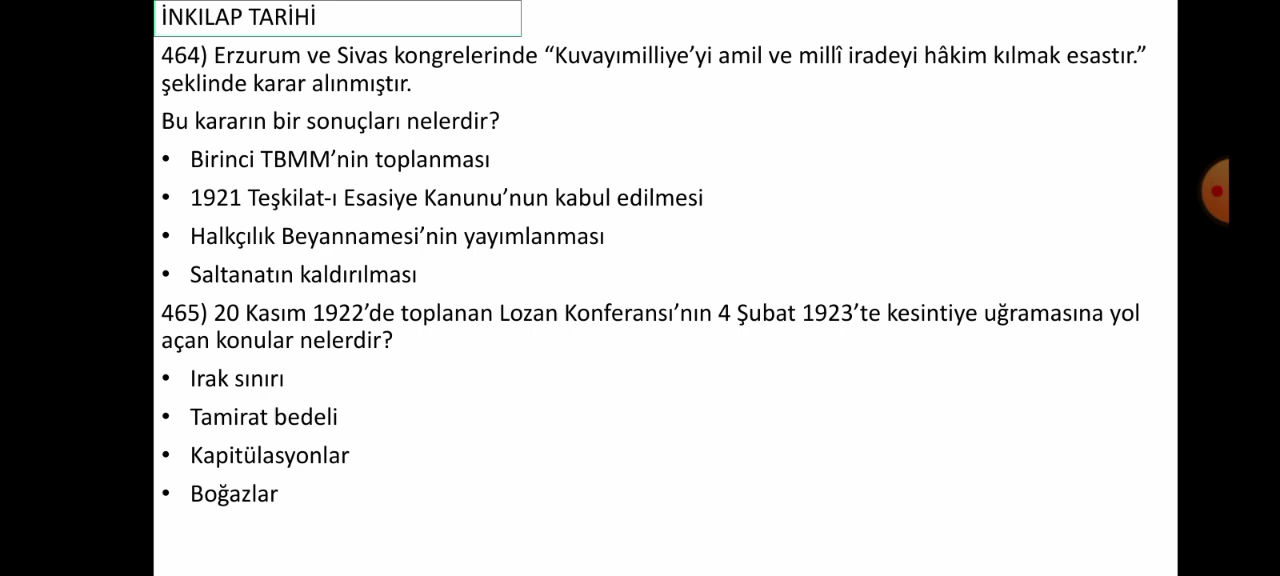 İNKILAP TARİHİ
464) Erzurum ve Sivas kongrelerinde “Kuvayımilliye’yi amil ve millî iradeyi hâkim kılmak esastır.”
şeklinde karar alınmıştır.
Bu kararın bir sonuçları nelerdir?
• Birinci TBMM’nin toplanması
• 1921 Teşkilat-ı Esasiye Kanunu’nun kabul edilmesi
• Halkçılık Beyannamesi’nin yayımlanması
• Saltanatın kaldırılması
465) 20 Kasım 1922’de toplanan Lozan Konferansı’nın 4 Şubat 1923’te kesintiye uğramasına yol
açan konular nelerdir?
• Irak sınırı
• Tamirat bedeli
• Kapitülasyonlar
• Boğazlar